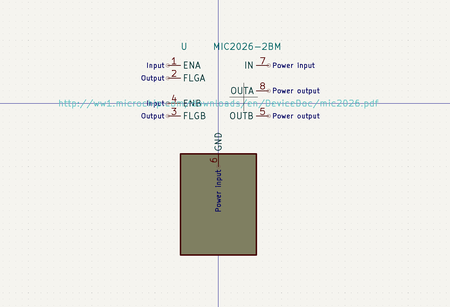 U MIC2026-2BM
Input 1 ENA IN 7 Power input
Output 2 FLGA
OUTA 8 Power output
Input 4 ENB
http://ww1.microchip.com/downloads/en/DeviceDoc/mic2026.pdf
Output 3 FLGB OUTB 5 Power output
GND
6
Power input